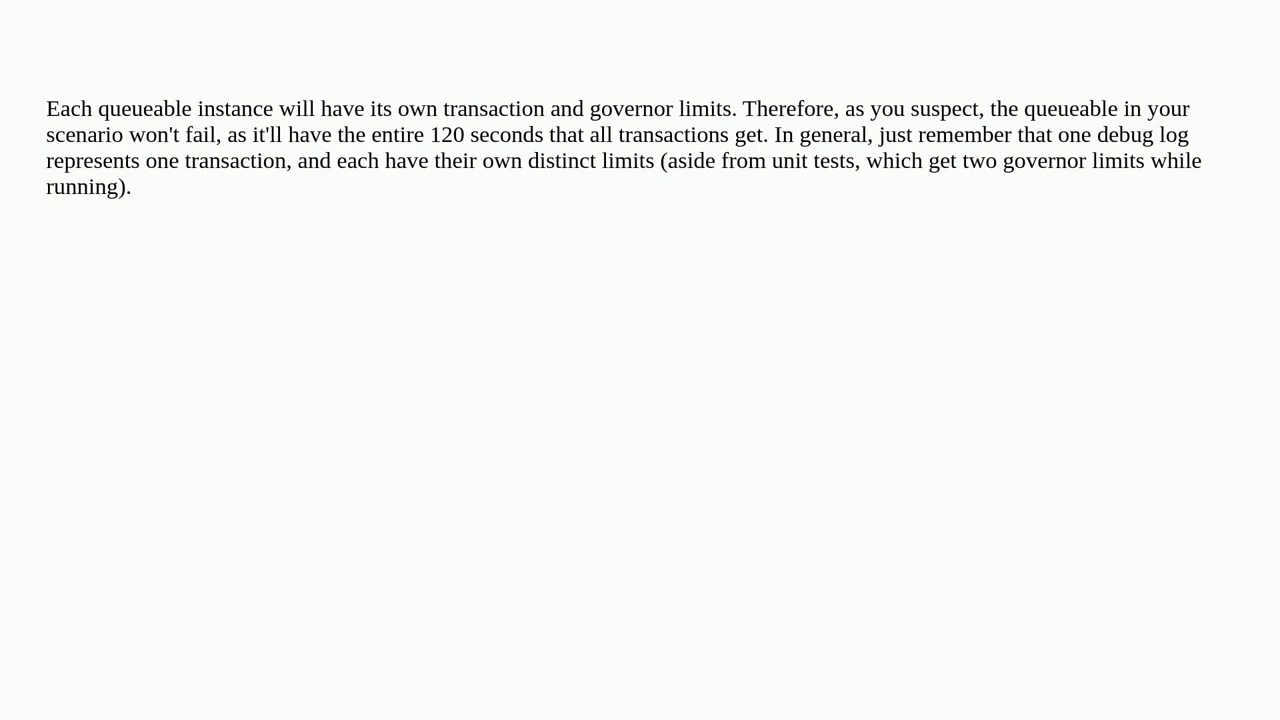 Each queueable instance will have its own transaction and governor limits. Therefore, as you suspect, the queueable in your
scenario won't fail, as it'll have the entire 120 seconds that all transactions get. In general, just remember that one debug log
represents one transaction, and each have their own distinct limits (aside from unit tests, which get two governor limits while
running).